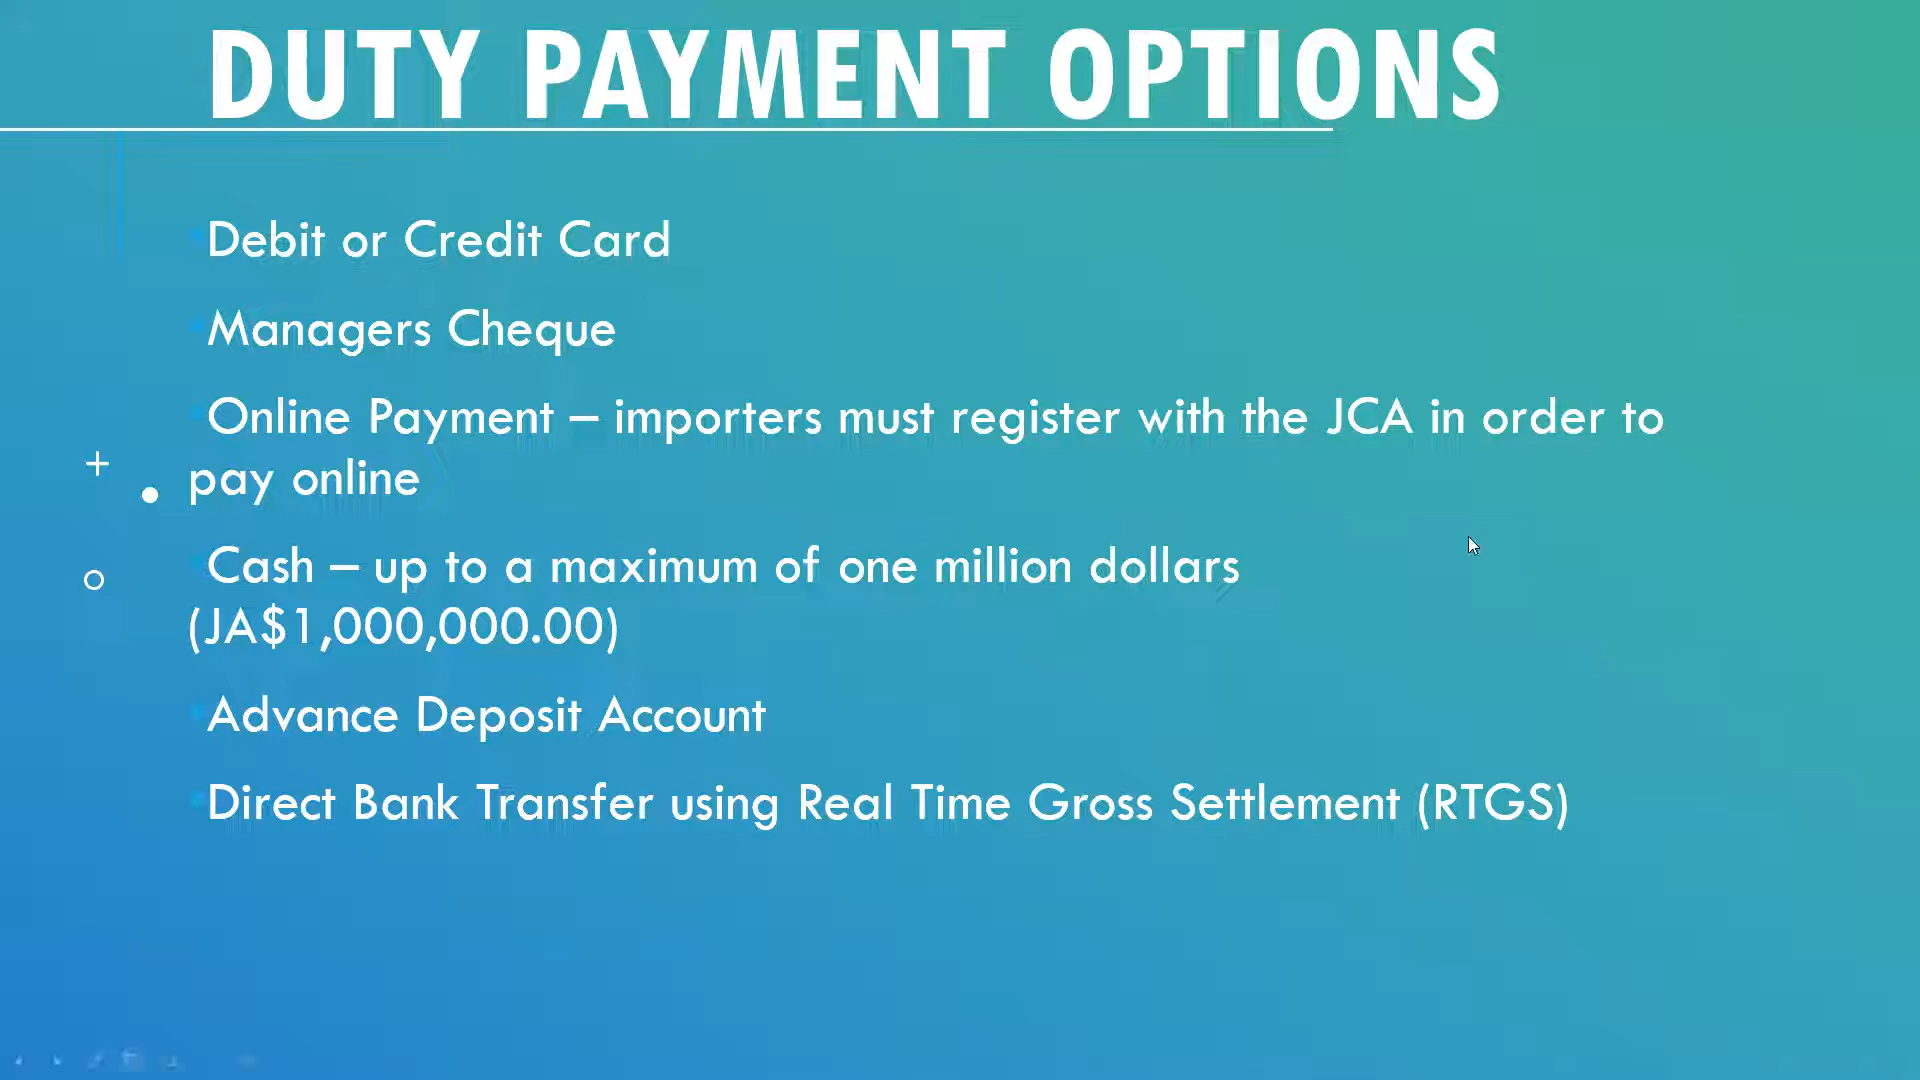 DUTY PAYMENT OPTIONS
Debit or Credit Card
Managers Cheque
Online Payment – importers must register with the JCA in order to
pay online
Cash – up to a maximum of one million dollars
(JA$1,000,000.00)
Advance Deposit Account
Direct Bank Transfer using Real Time Gross Settlement (RTGS)